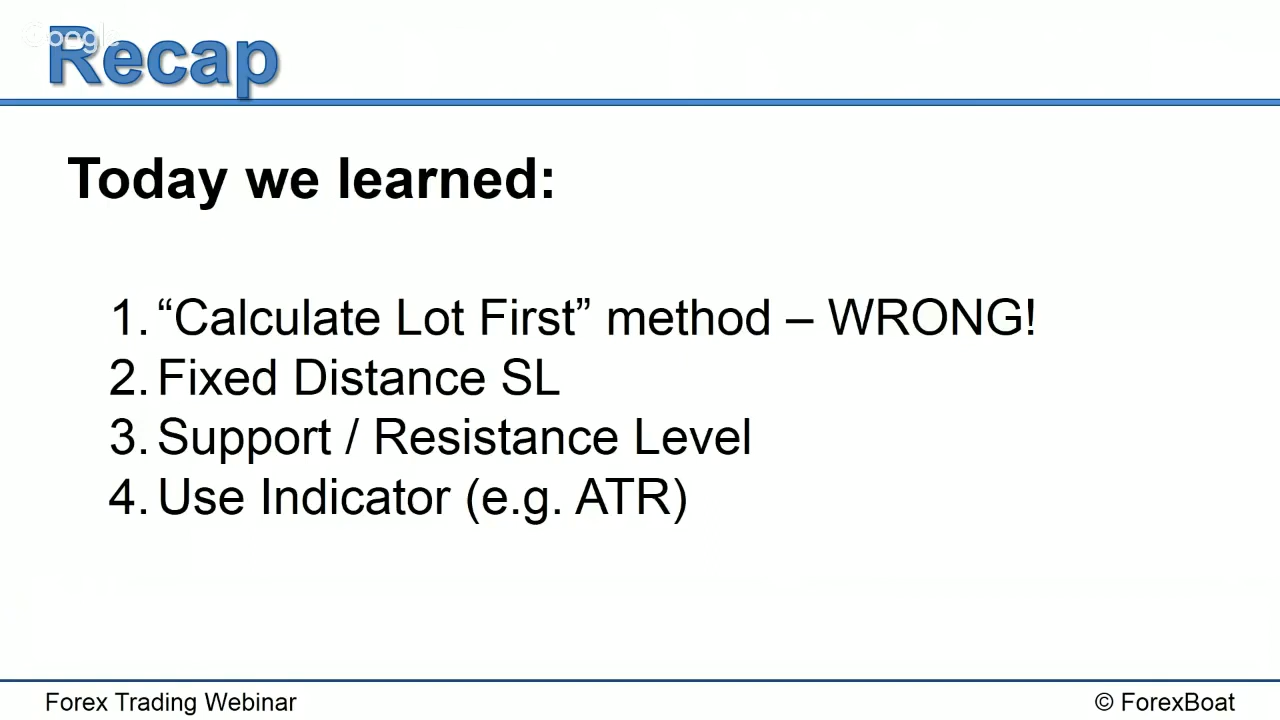 Google
Recap
Today we learned:
1. “Calculate Lot First” method – WRONG!
2. Fixed Distance SL
3. Support / Resistance Level
4. Use Indicator (e.g. ATR)
Forex Trading Webinar
© ForexBoat